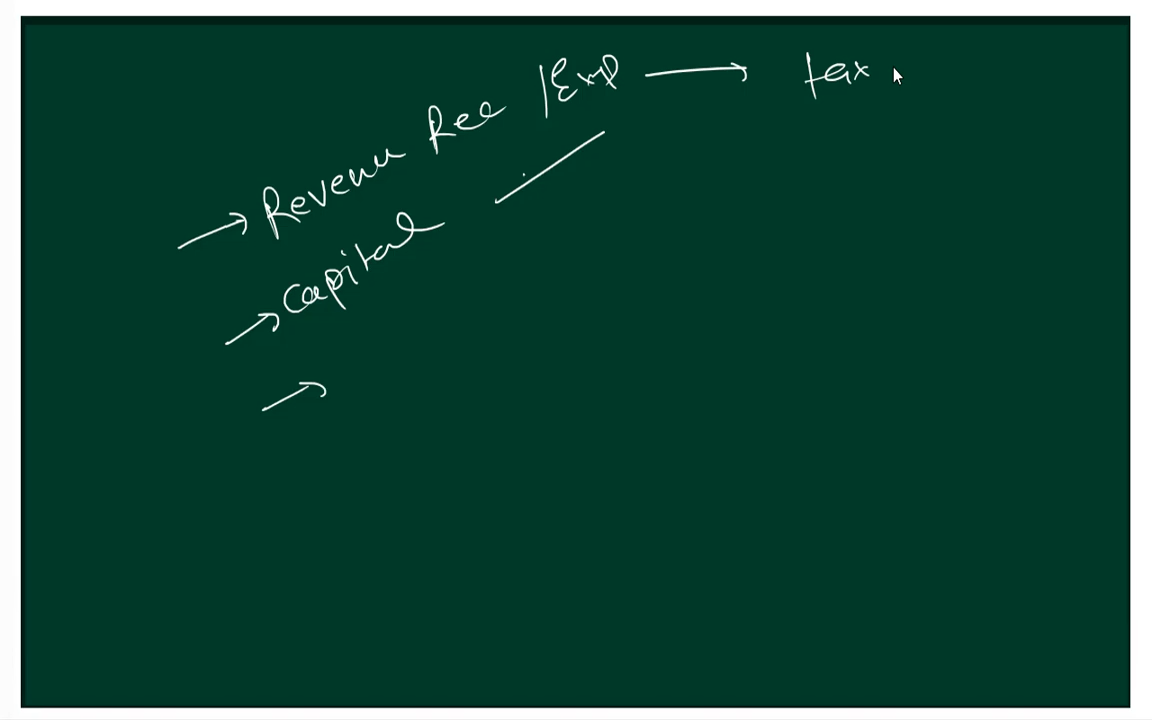 → Revenu Rec / Exp → tax
→ Capital
→